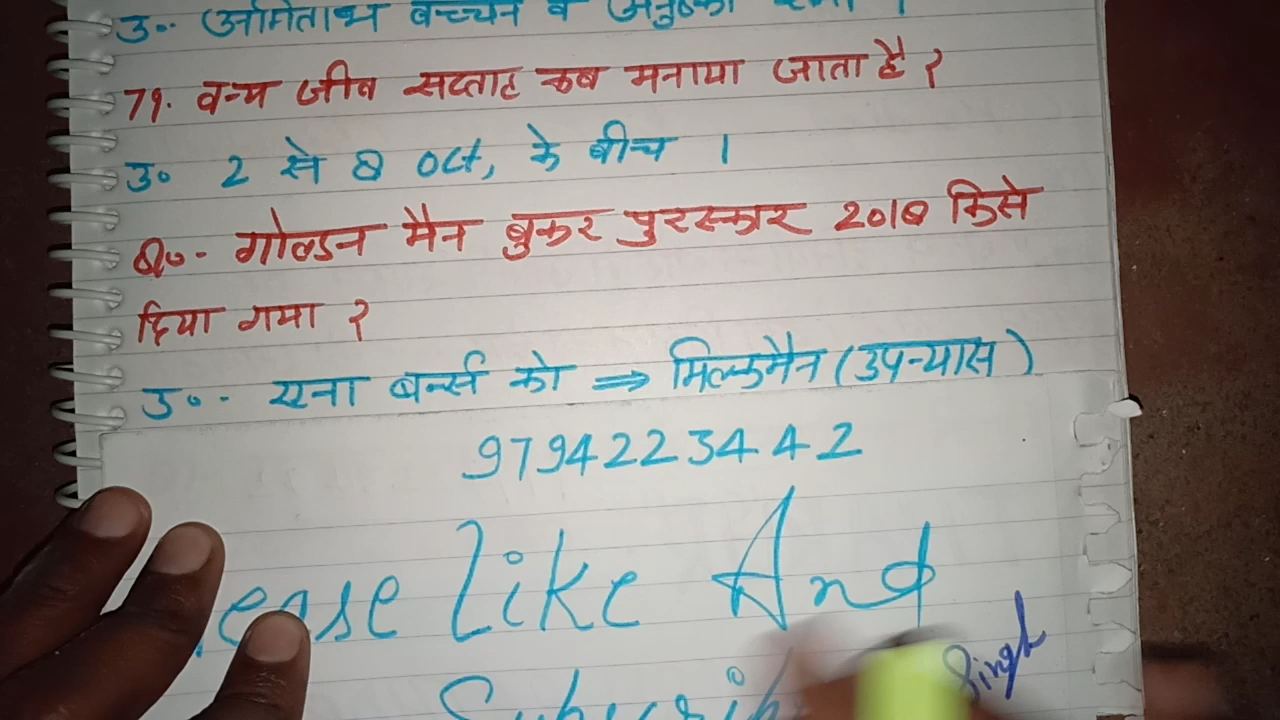 उ०. अमिताभ बच्चन व अनुष्का
79. वन्य जीव सप्ताह कब मनाया जाता है ?
उ० 2 से 8 Oct, के बीच ।
80.- गोल्डन मैन बुकर पुरस्कार 2018 किसे
दिया गया ?
उ०.- एना बर्न्स को ⇒ मिल्कमैन (उपन्यास)
9794223442
ease Like And
Singh